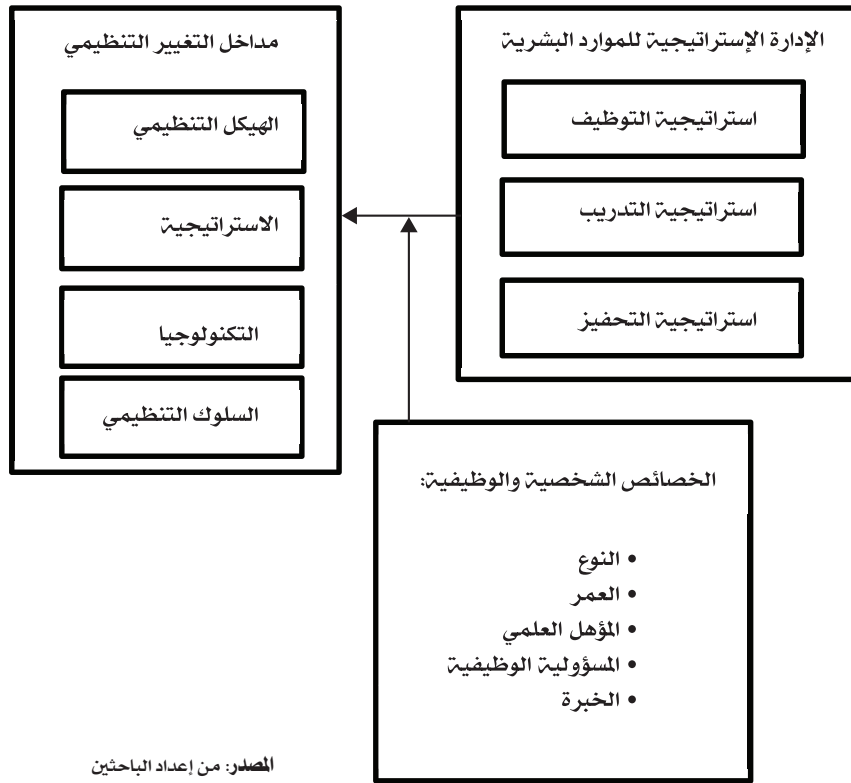 الإدارة الإستراتيجية للموارد البشرية
استراتيجية التوظيف
استراتيجية التدريب
استراتيجية التحفيز
مداخل التغيير التنظيمي
الهيكل التنظيمي
الاستراتيجية
التكنولوجيا
السلوك التنظيمي
الخصائص الشخصية والوظيفية:
• النوع
• العمر
• المؤهل العلمي
• المسؤولية الوظيفية
• الخبرة
المصدر: من إعداد الباحثين